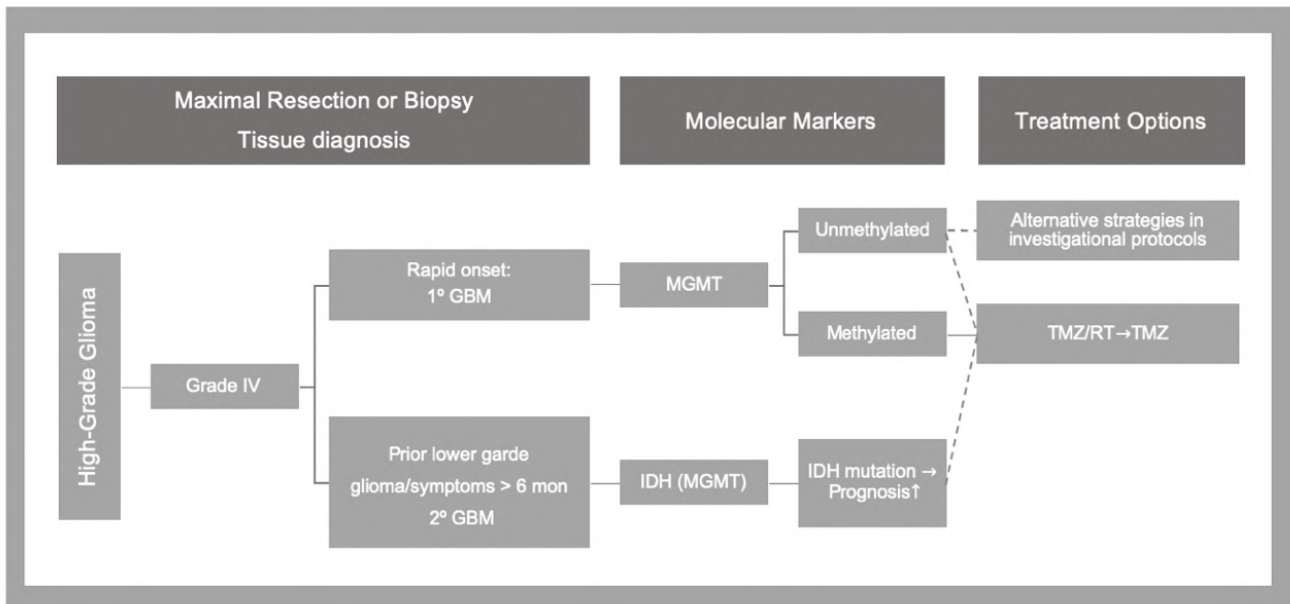 Maximal Resection or Biopsy
Tissue diagnosis
Molecular Markers
Treatment Options
High-Grade Glioma
Grade IV
Rapid onset:
1º GBM
MGMT
Unmethylated
Alternative strategies in
investigational protocols
Methylated
TMZ/RT→TMZ
Prior lower garde
glioma/symptoms > 6 mon
2º GBM
IDH (MGMT)
IDH mutation →
Prognosis↑